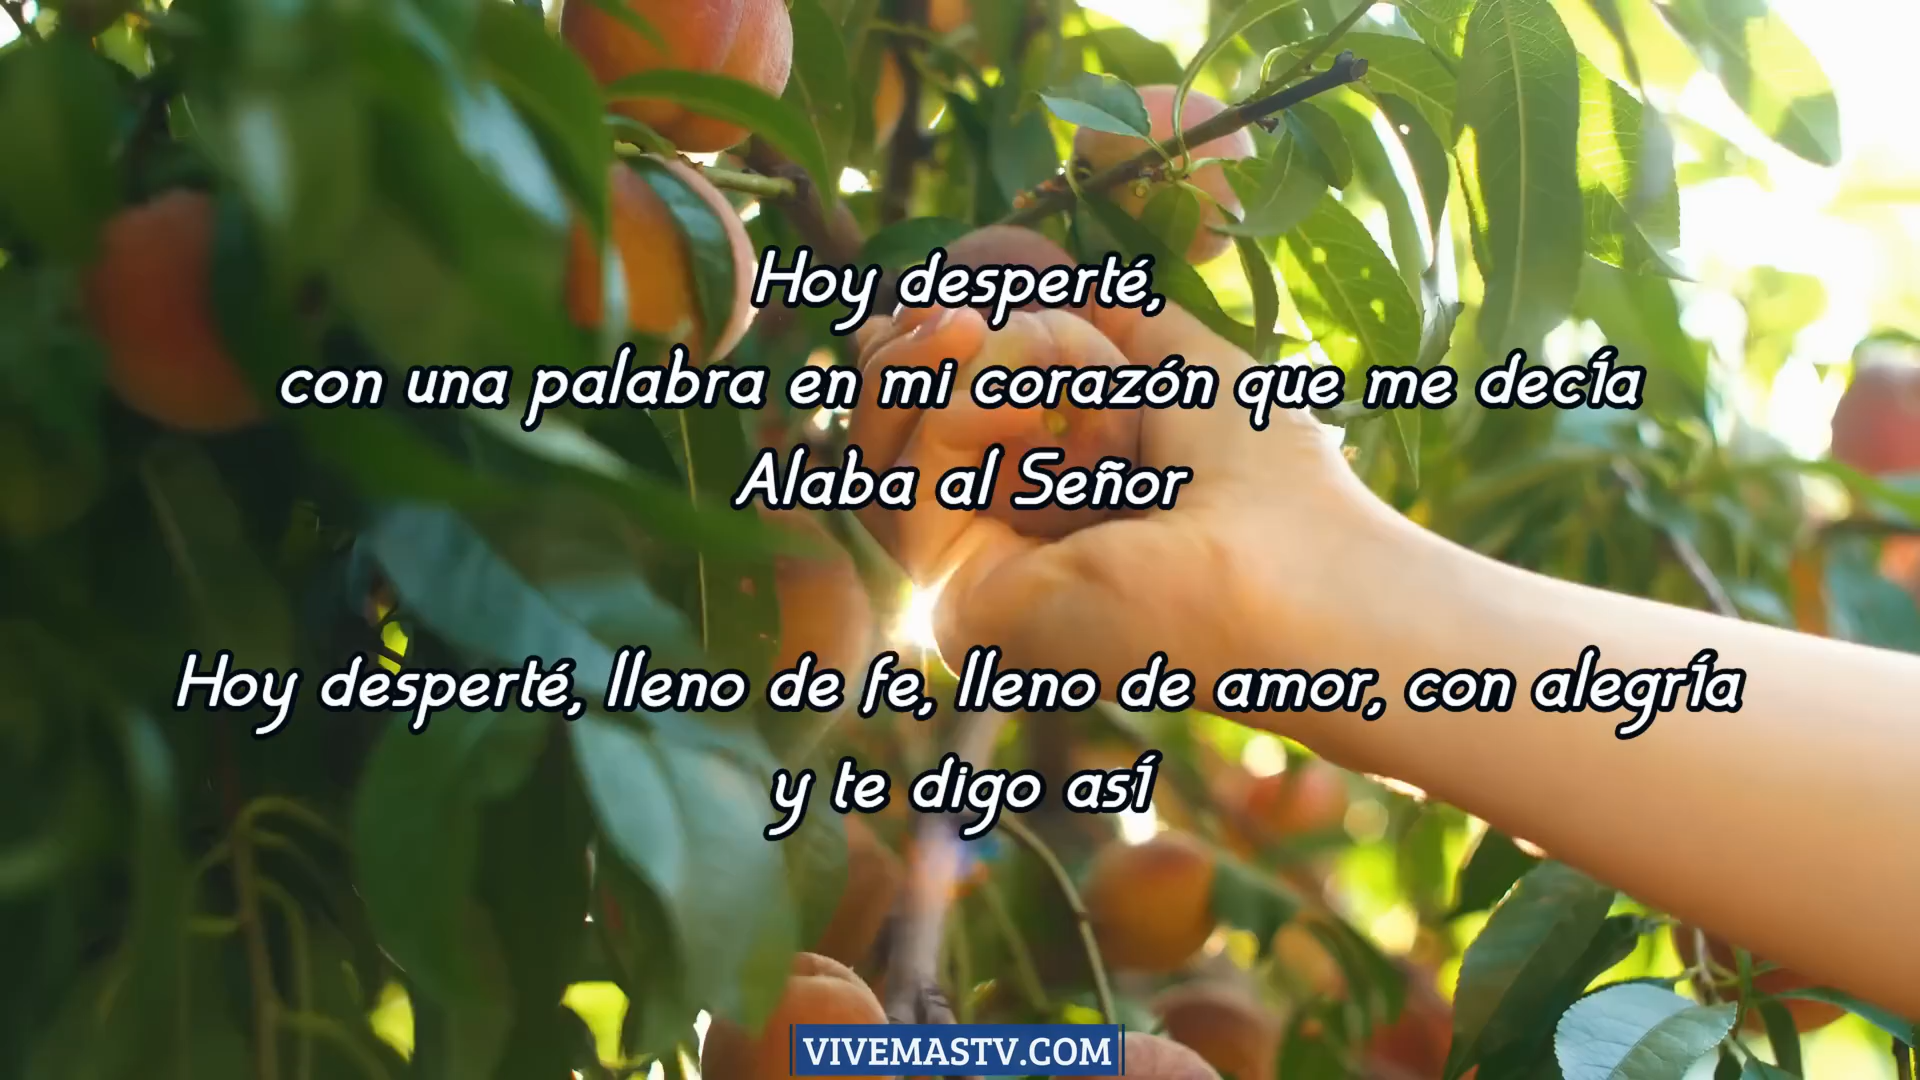 Hoy desperté,
con una palabra en mi corazón que me decía
Alaba al Señor
Hoy desperté, lleno de fe, lleno de amor, con alegría
y te digo así
VIVEMASTV.COM